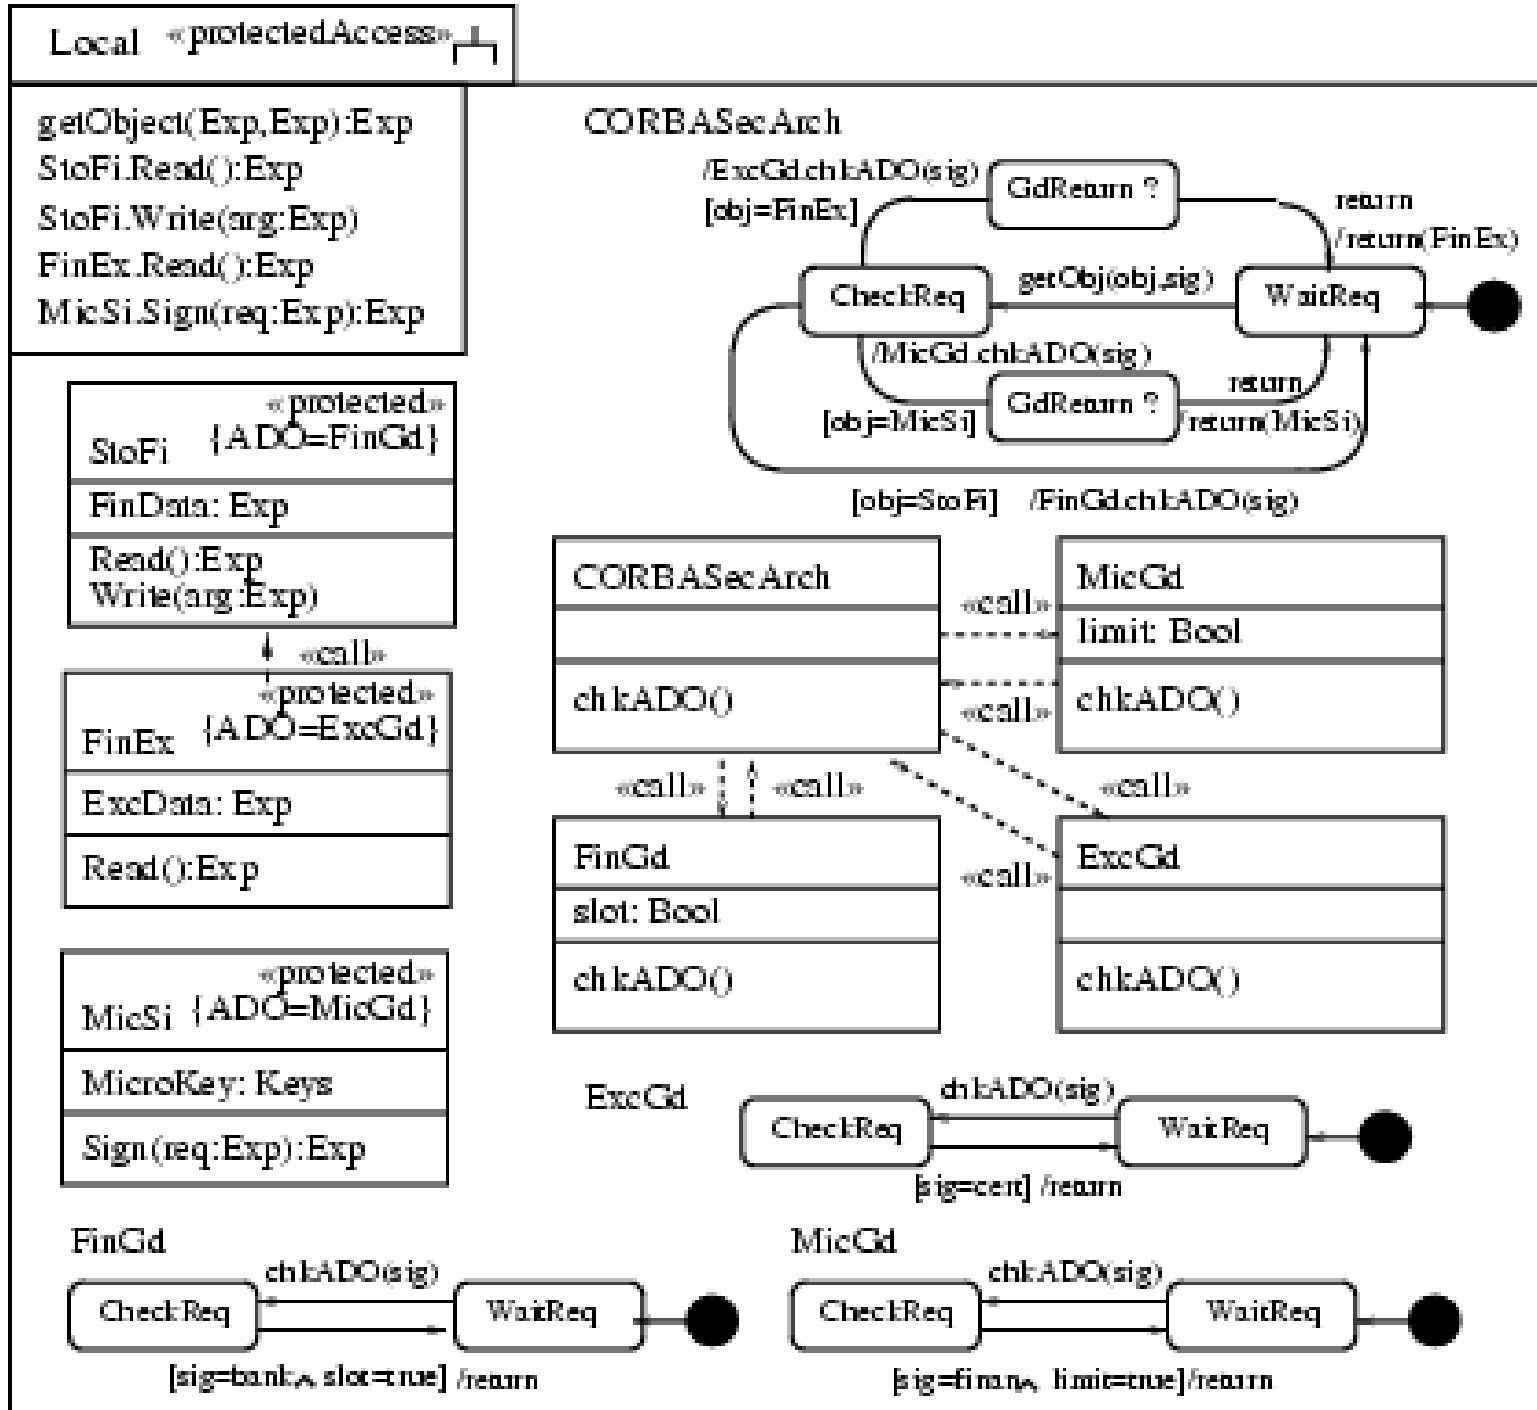 Local «protectedAccess»
getObject(Exp,Exp):Exp
StoFi.Read():Exp
StoFi.Write(arg:Exp)
FinEx.Read():Exp
MicSi.Sign(req:Exp):Exp
CORBASecArch
/ExcGd.chkADO(sig)
[obj=FinEx]
GdReturn ?
return
/return(FinEx)
CheckReq
getObj(obj,sig)
WaitReq
/MicGd.chkADO(sig)
[obj=MicSi]
GdReturn ?
return
/return(MicSi)
[obj=StoFi] /FinGd.chkADO(sig)
«protected»
StoFi {ADO=FinGd}
FinData: Exp
Read():Exp
Write(arg:Exp)
«call»
«protected»
FinEx {ADO=ExcGd}
ExcData: Exp
Read():Exp
«protected»
MicSi {ADO=MicGd}
MicroKey: Keys
Sign(req:Exp):Exp
CORBASecArch
chkADO()
«call»
«call»
MicGd
limit: Bool
chkADO()
«call» «call»
«call»
«call»
FinGd
slot: Bool
chkADO()
ExcGd
chkADO()
ExcGd
CheckReq
chkADO(sig)
WaitReq
[sig=cert] /return
FinGd
CheckReq
chkADO(sig)
WaitReq
[sig=bank∧ slot=true] /return
MicGd
CheckReq
chkADO(sig)
WaitReq
[sig=finan∧ limit=true]/return